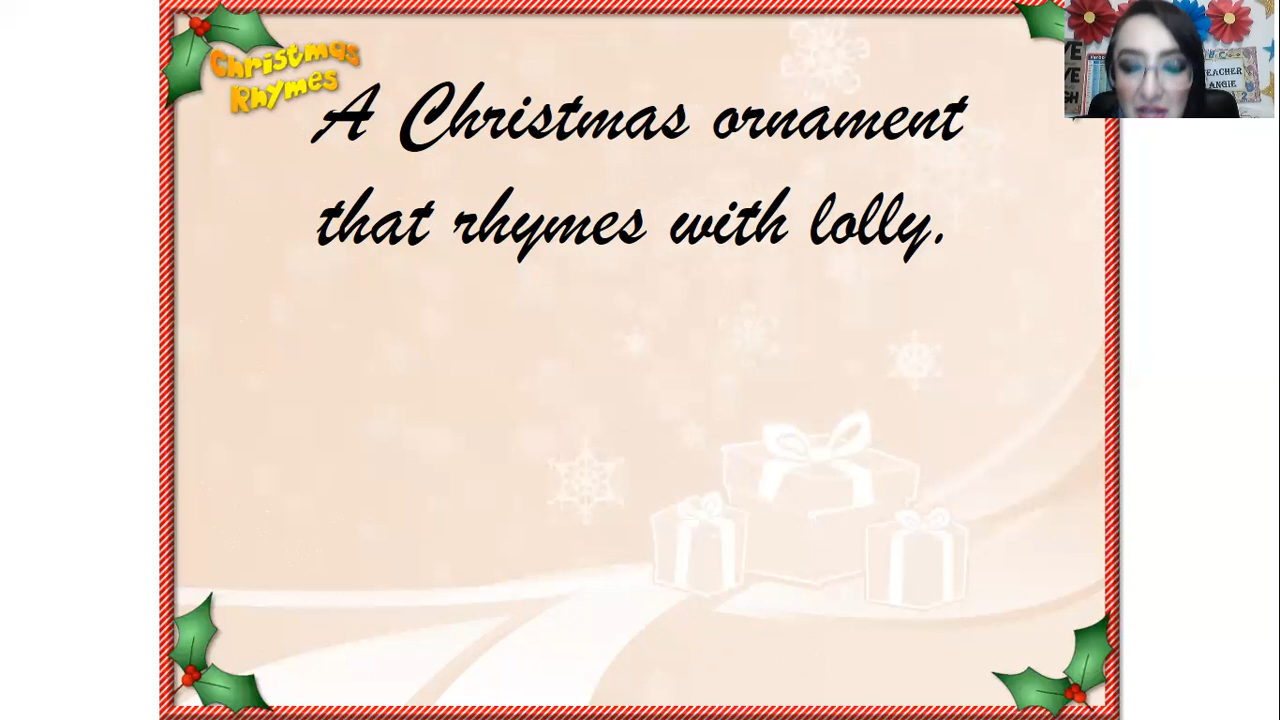 Christmas
Rhymes
A Christmas ornament
that rhymes with lolly.
TEACHER
ANGIE